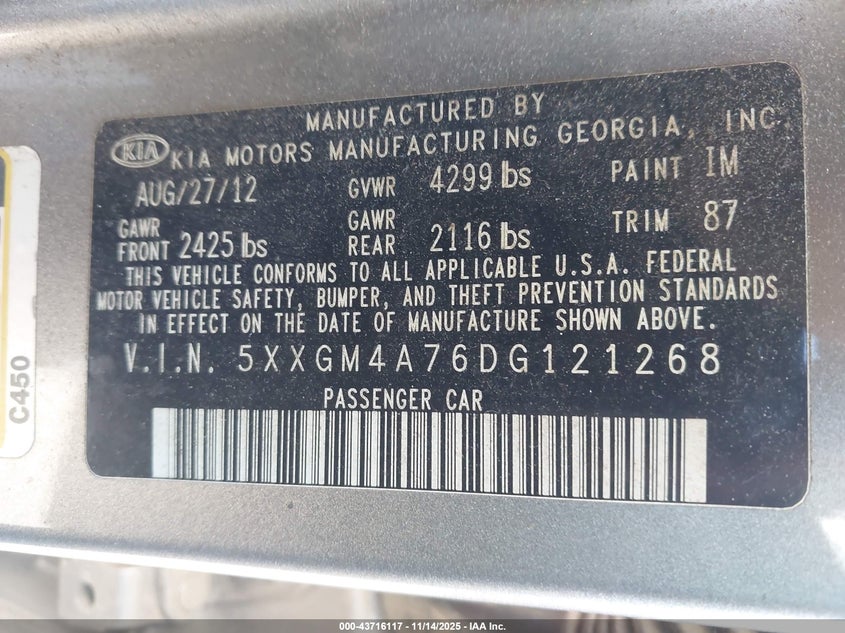 MANUFACTURED BY
KIA KIA MOTORS MANUFACTURING GEORGIA, INC.
AUG/27/12 GVWR 4299 lbs PAINT IM
GAWR FRONT 2425 lbs GAWR REAR 2116 lbs TRIM 87
THIS VEHICLE CONFORMS TO ALL APPLICABLE U.S.A. FEDERAL
MOTOR VEHICLE SAFETY, BUMPER, AND THEFT PREVENTION STANDARDS
IN EFFECT ON THE DATE OF MANUFACTURE SHOWN ABOVE.
V.I.N. 5XXGM4A76DG121268
PASSENGER CAR
C450
000-43716117 - 11/14/2025 - IAA Inc.